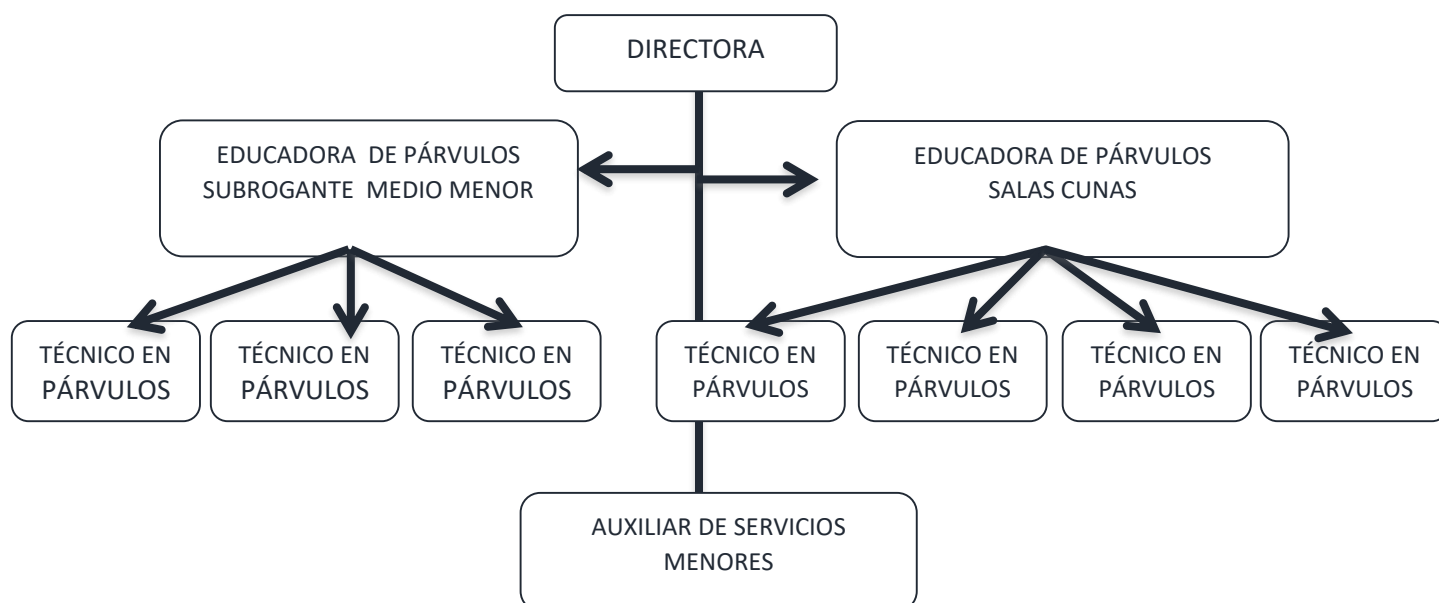 DIRECTORA
EDUCADORA DE PÁRVULOS
SUBROGANTE MEDIO MENOR
EDUCADORA DE PÁRVULOS
SALAS CUNAS
TÉCNICO EN
PÁRVULOS
TÉCNICO EN
PÁRVULOS
TÉCNICO EN
PÁRVULOS
TÉCNICO EN
PÁRVULOS
TÉCNICO EN
PÁRVULOS
TÉCNICO EN
PÁRVULOS
TÉCNICO EN
PÁRVULOS
AUXILIAR DE SERVICIOS
MENORES